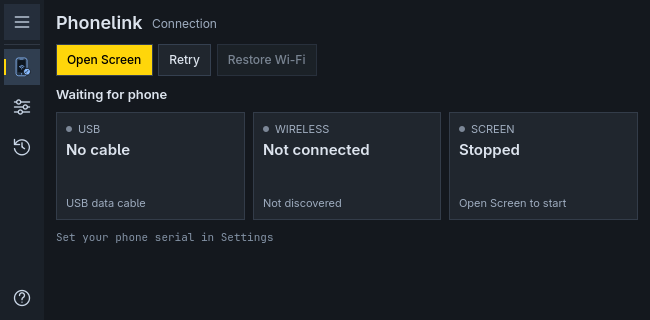 Phonelink Connection
Open Screen Retry Restore Wi-Fi
Waiting for phone
USB
No cable
USB data cable
WIRELESS
Not connected
Not discovered
SCREEN
Stopped
Open Screen to start
Set your phone serial in Settings